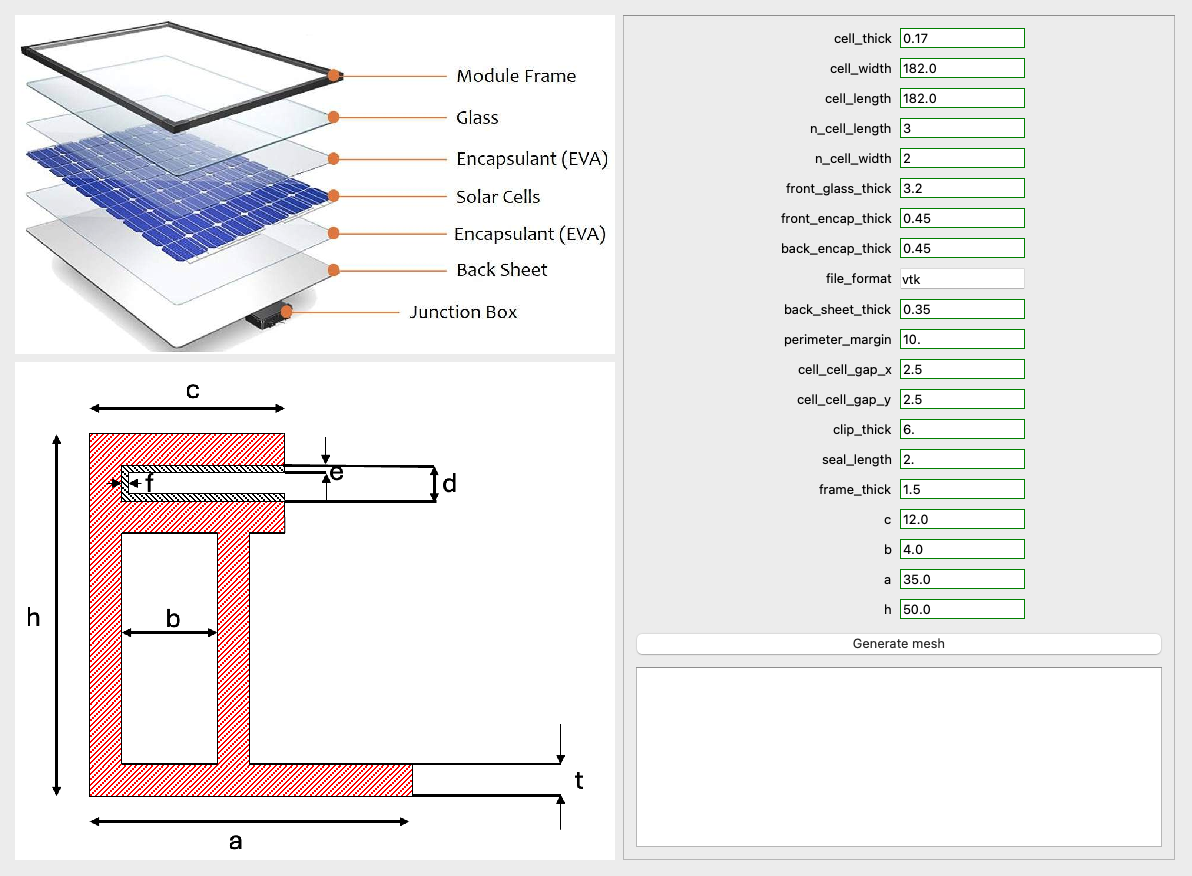 Module Frame
Glass
Encapsulant (EVA)
Solar Cells
Encapsulant (EVA)
Back Sheet
Junction Box
c
e
f
d
h
b
t
a
cell_thick 0.17
cell_width 182.0
cell_length 182.0
n_cell_length 3
n_cell_width 2
front_glass_thick 3.2
front_encap_thick 0.45
back_encap_thick 0.45
file_format vtk
back_sheet_thick 0.35
perimeter_margin 10.
cell_cell_gap_x 2.5
cell_cell_gap_y 2.5
clip_thick 6.
seal_length 2.
frame_thick 1.5
c 12.0
b 4.0
a 35.0
h 50.0
Generate mesh